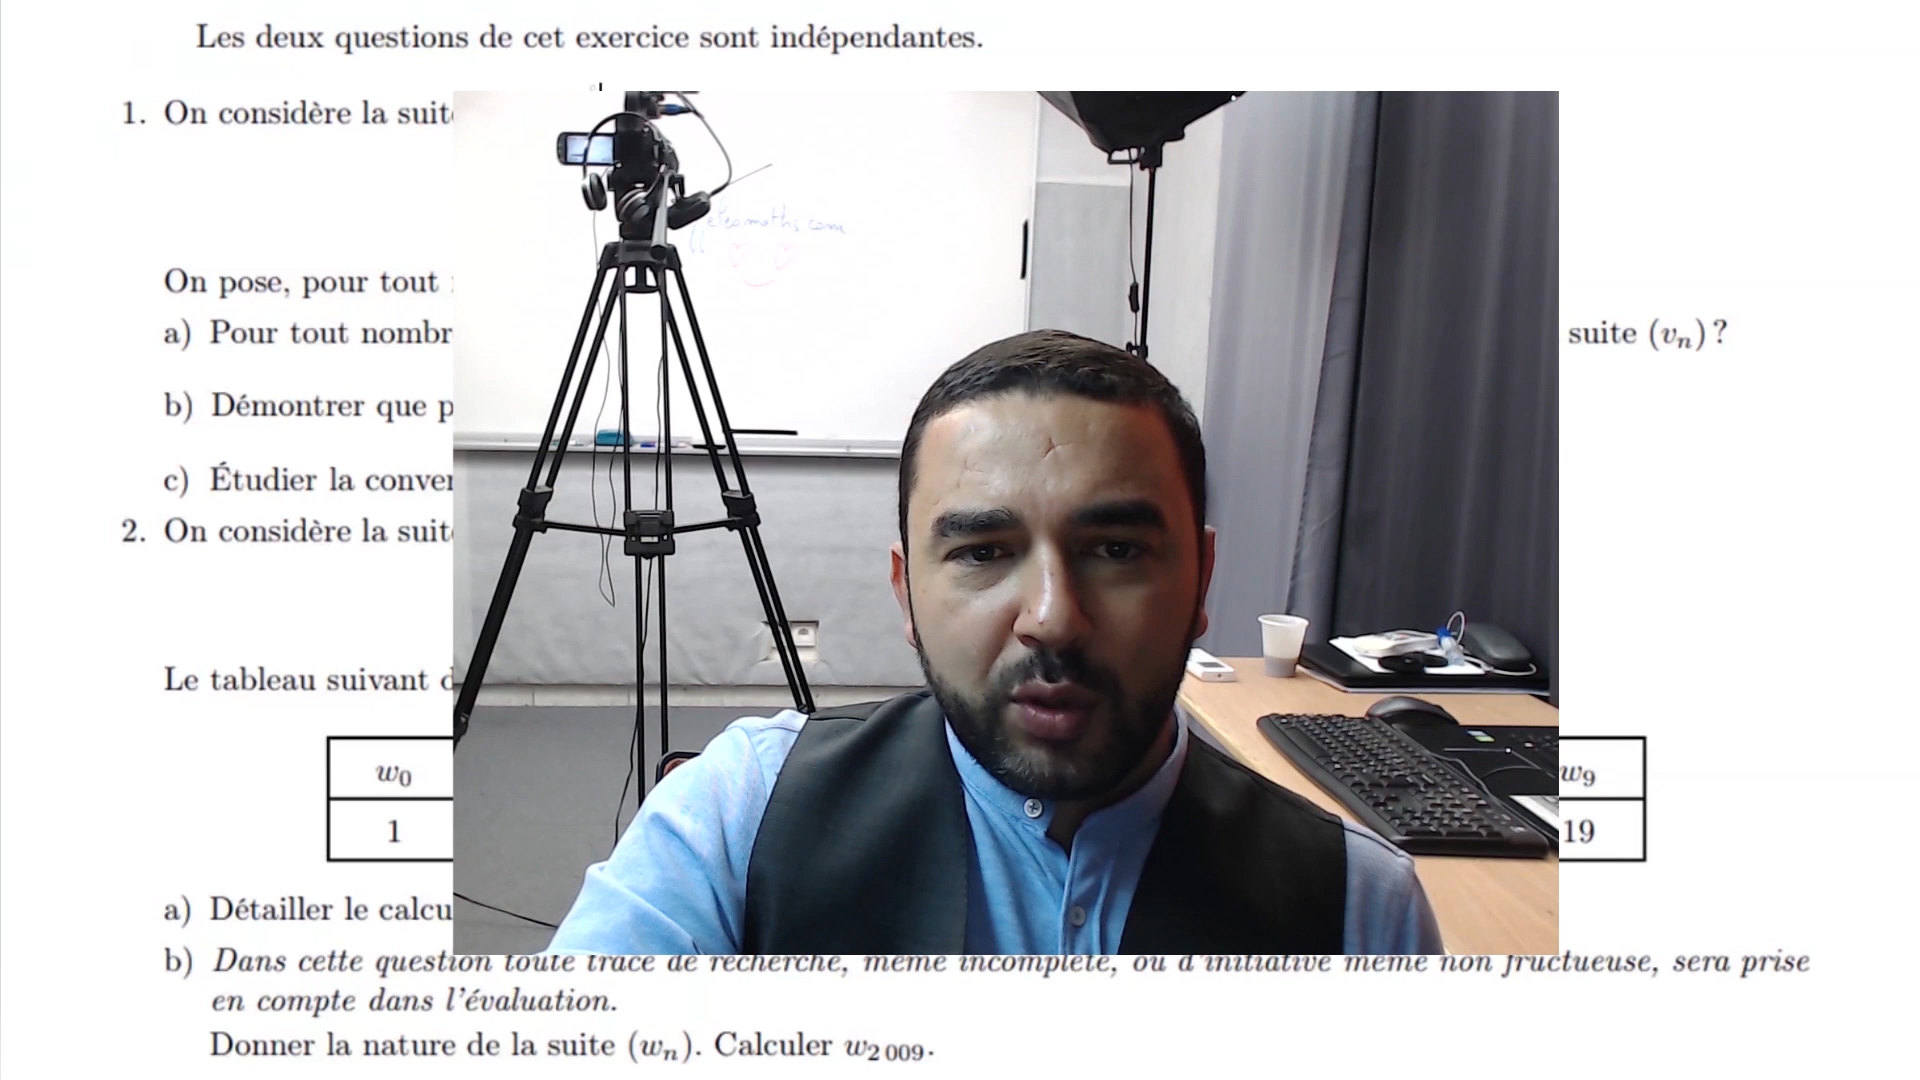 Les deux questions de cet exercice sont indépendantes.
1. On considère la suit
On pose, pour tout
a) Pour tout nombr
suite (vₙ) ?
b) Démontrer que p
c) Étudier la conver
2. On considère la suit
Le tableau suivant d
w₀
w₉
1
19
a) Détailler le calcu
b) Dans cette question toute trace de recherche, même incomplète, ou d'initiative même non fructueuse, sera prise
en compte dans l'évaluation.
Donner la nature de la suite (wₙ). Calculer w₂ ₀₀₉.